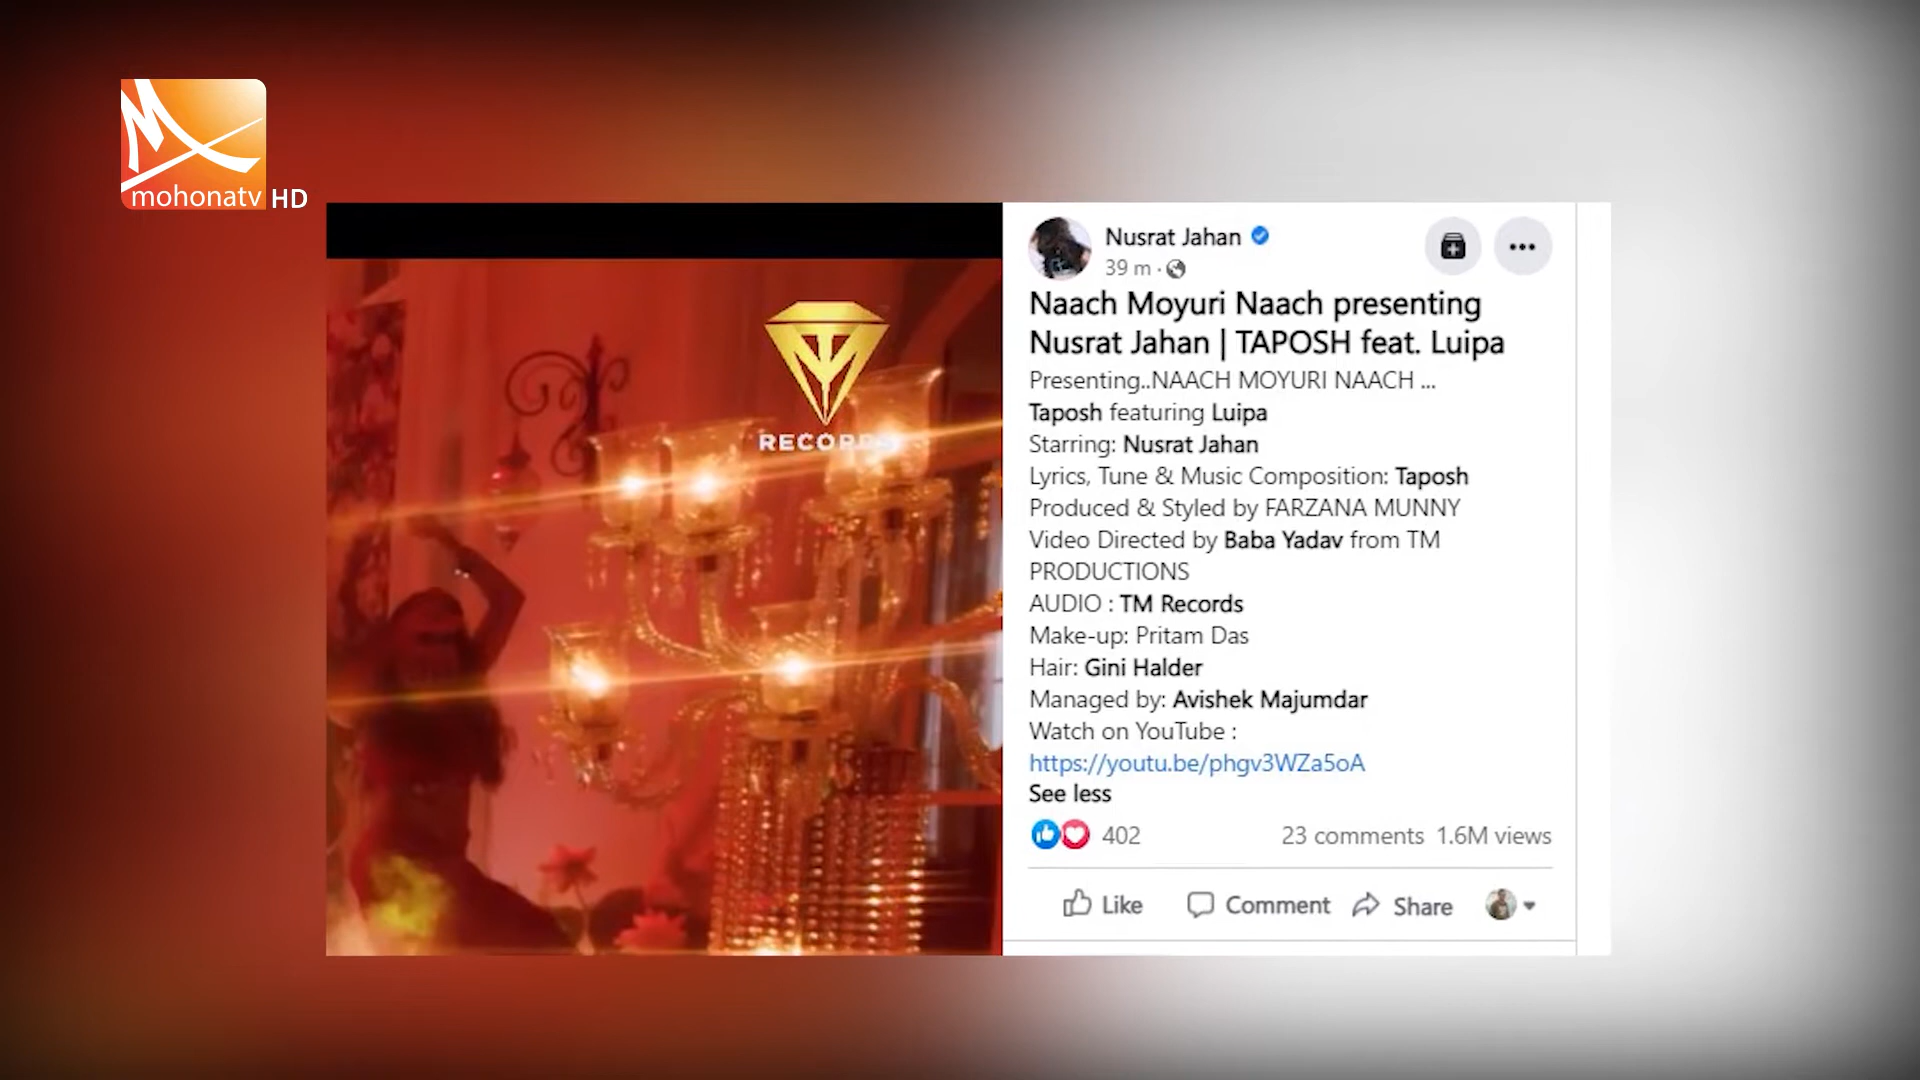 mohonatv HD
RECORDS
Nusrat Jahan
39 m ·
Naach Moyuri Naach presenting
Nusrat Jahan | TAPOSH feat. Luipa
Presenting..NAACH MOYURI NAACH ...
Taposh featuring Luipa
Starring: Nusrat Jahan
Lyrics, Tune & Music Composition: Taposh
Produced & Styled by FARZANA MUNNY
Video Directed by Baba Yadav from TM
PRODUCTIONS
AUDIO : TM Records
Make-up: Pritam Das
Hair: Gini Halder
Managed by: Avishek Majumdar
Watch on YouTube :
https://youtu.be/phgv3WZa5oA
See less
402 23 comments 1.6M views
Like Comment Share